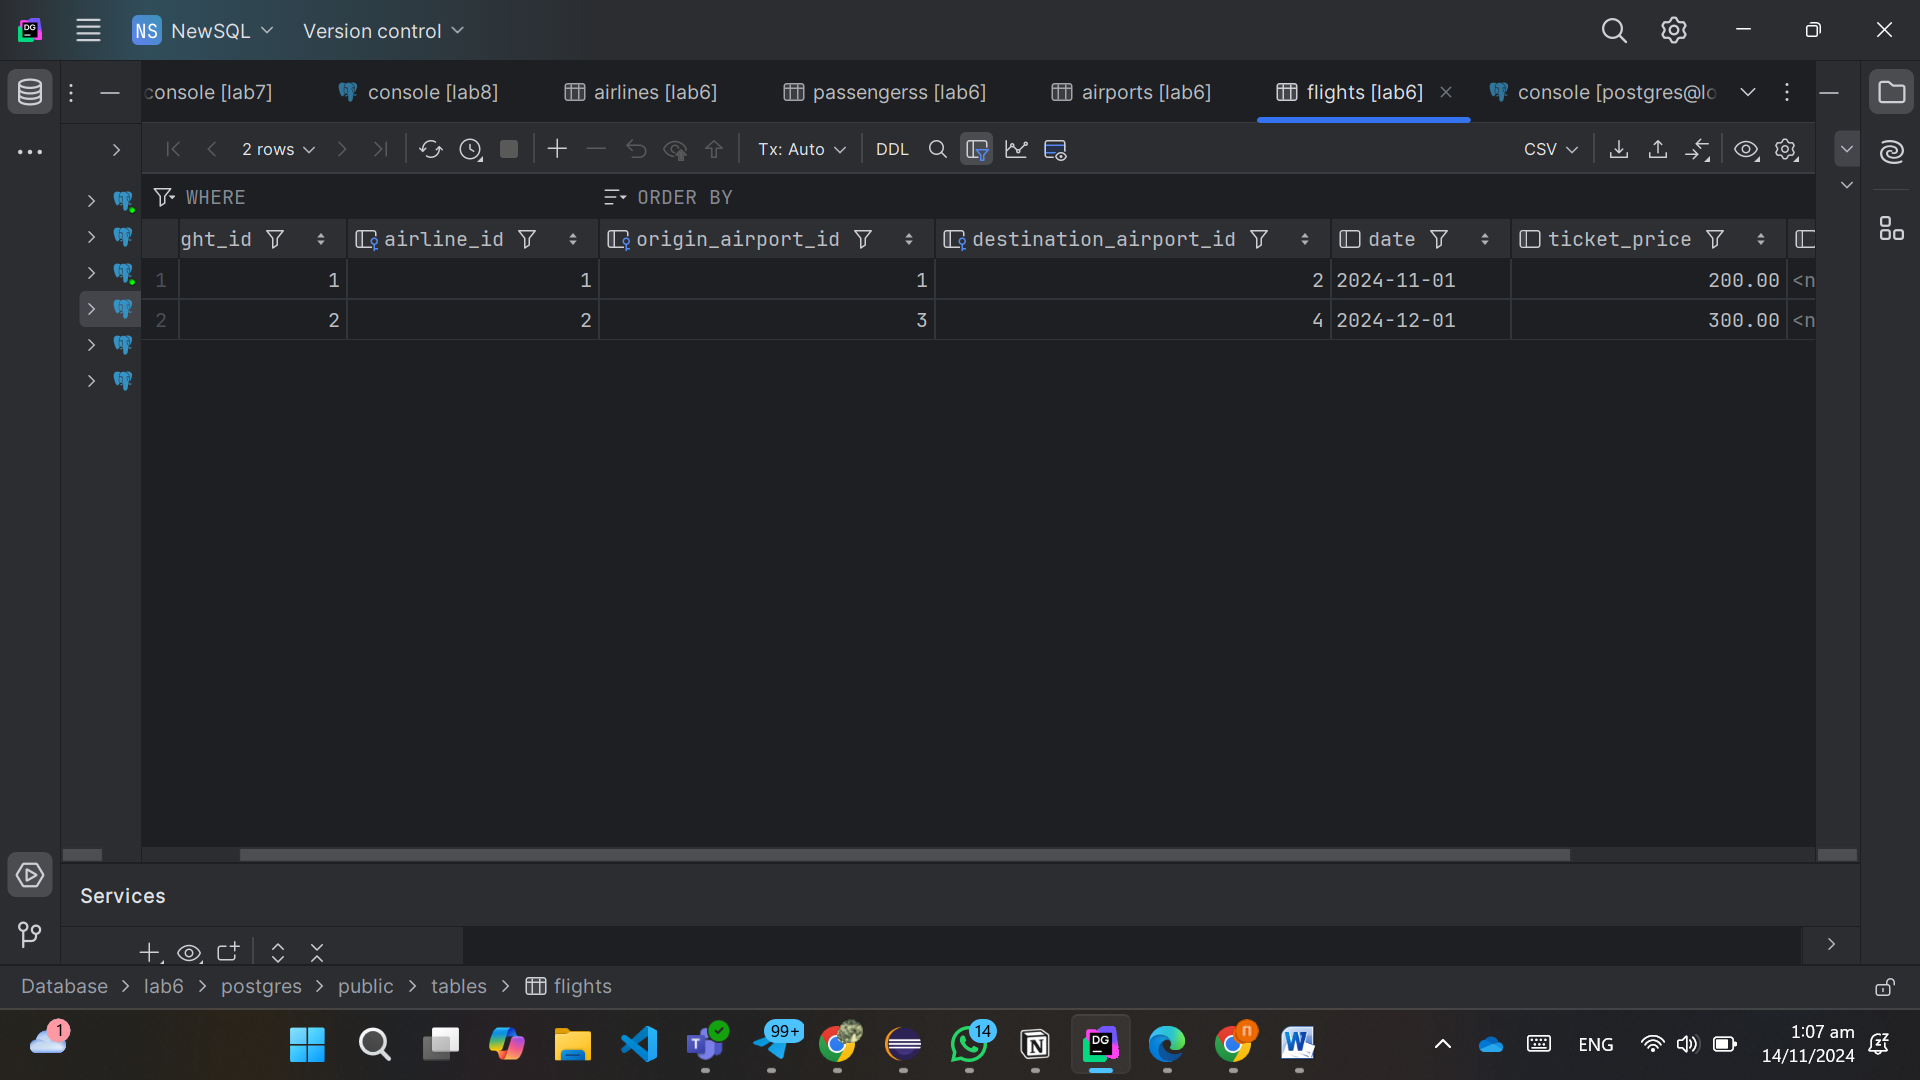 DG NS NewSQL Version control
console [lab7] console [lab8] airlines [lab6] passengerss [lab6] airports [lab6] flights [lab6] console [postgres@lo
2 rows Tx: Auto DDL CSV
WHERE ORDER BY
ght_id airline_id origin_airport_id destination_airport_id date ticket_price
1 1 1 1 2 2024-11-01 200.00 <n
2 2 2 3 4 2024-12-01 300.00 <n
Services
Database > lab6 > postgres > public > tables > flights
1 99+ 14 DG n W ENG 1:07 am
14/11/2024